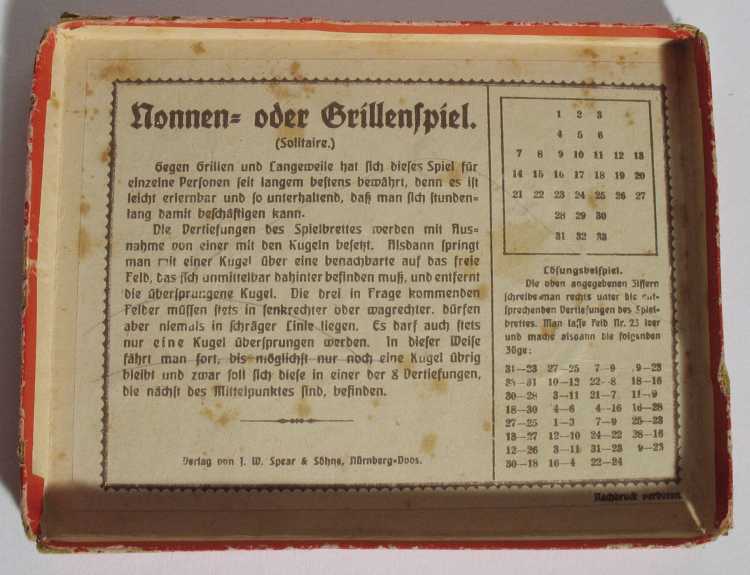 Nonnen= oder Grillenspiel.
(Solitaire.)
Gegen Grillen und Langeweile hat sich dieses Spiel für
einzelne Personen seit langem bestens bewährt, denn es ist
leicht erlernbar und so unterhaltend, daß man sich stunden=
lang damit beschäftigen kann.
Die Vertiefungen des Spielbrettes werden mit Aus=
nahme von einer mit den Kugeln besetzt. Alsdann springt
man mit einer Kugel über eine benachbarte auf das freie
Feld, das sich unmittelbar dahinter befinden muß, und entfernt
die übersprungene Kugel. Die drei in Frage kommenden
Felder müssen stets in senkrechter oder wagrechter, dürfen
aber niemals in schräger Linie liegen. Es darf auch stets
nur eine Kugel übersprungen werden. In dieser Weise
fährt man fort, bis möglichst nur noch eine Kugel übrig
bleibt und zwar soll sich diese in einer der 8 Vertiefungen,
die nächst des Mittelpunktes sind, befinden.
Verlag von J. W. Spear & Söhne, Nürnberg-Doos.
1 2 3
4 5 6
7 8 9 10 11 12 13
14 15 16 17 18 19 20
21 22 23 24 25 26 27
28 29 30
31 32 33
Lösungsbeispiel.
Die oben angegebenen Ziffern
schreibe man rechts unter die ent-
sprechenden Vertiefungen des Spiel-
brettes. Man lasse Feld Nr. 23 leer
und mache alsdann die folgenden
Züge:
31—23 27—25 7—9 9—23
33—31 10—12 22—8 18—16
30—28 3—11 21—7 11—9
18—30 4—6 4—16 16—28
27—25 1—3 7—9 25—23
13—27 12—10 24—22 28—16
12—26 3—11 31—23 9—23
30—18 16—4 22—24
Nachdruck verboten.